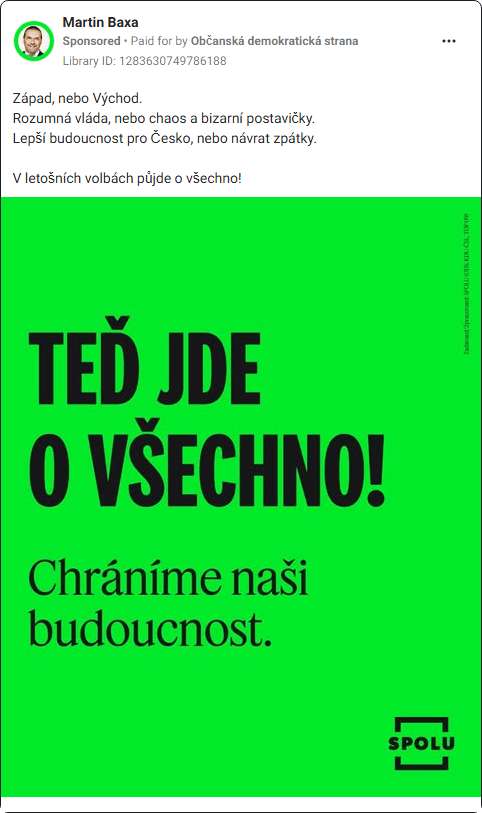 Martin Baxa
Sponsored • Paid for by Občanská demokratická strana
Library ID: 1283630749786188
Západ, nebo Východ.
Rozumná vláda, nebo chaos a bizarní postavičky.
Lepší budoucnost pro Česko, nebo návrat zpátky.
V letošních volbách půjde o všechno!
TEĎ JDE
O VŠECHNO!
Chráníme naši
budoucnost.
SPOLU